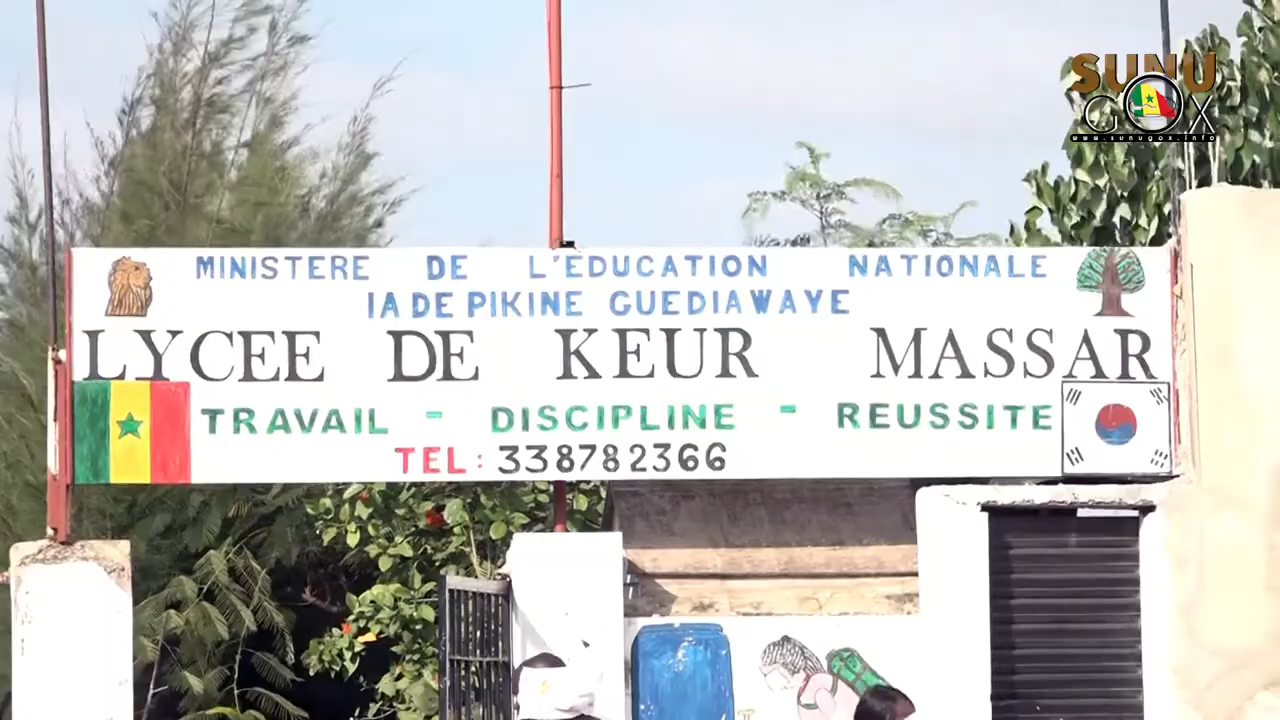 SUNU
GOX
www.sunugox.info
MINISTERE DE L'EDUCATION NATIONALE
IA DE PIKINE GUEDIAWAYE
LYCEE DE KEUR MASSAR
TRAVAIL - DISCIPLINE - REUSSITE
TEL: 338782366